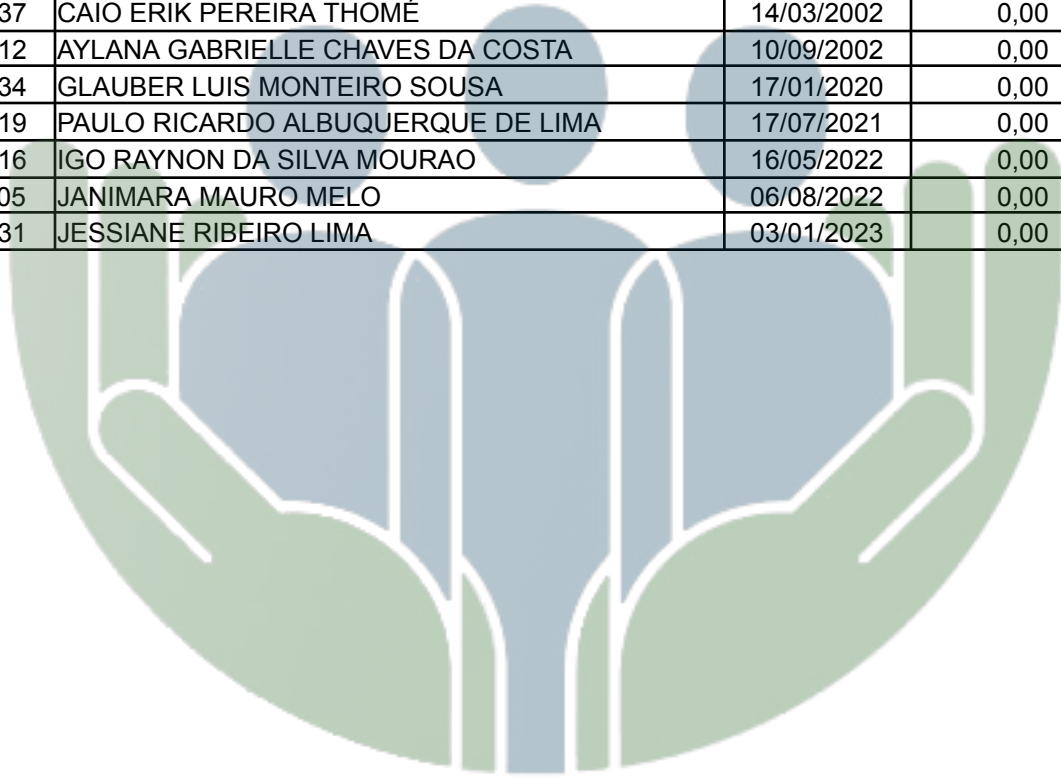 37 CAIO ERIK PEREIRA THOMÉ 14/03/2002 0,00
12 AYLANA GABRIELLE CHAVES DA COSTA 10/09/2002 0,00
34 GLAUBER LUIS MONTEIRO SOUSA 17/01/2020 0,00
19 PAULO RICARDO ALBUQUERQUE DE LIMA 17/07/2021 0,00
16 IGO RAYNON DA SILVA MOURAO 16/05/2022 0,00
05 JANIMARA MAURO MELO 06/08/2022 0,00
31 JESSIANE RIBEIRO LIMA 03/01/2023 0,00